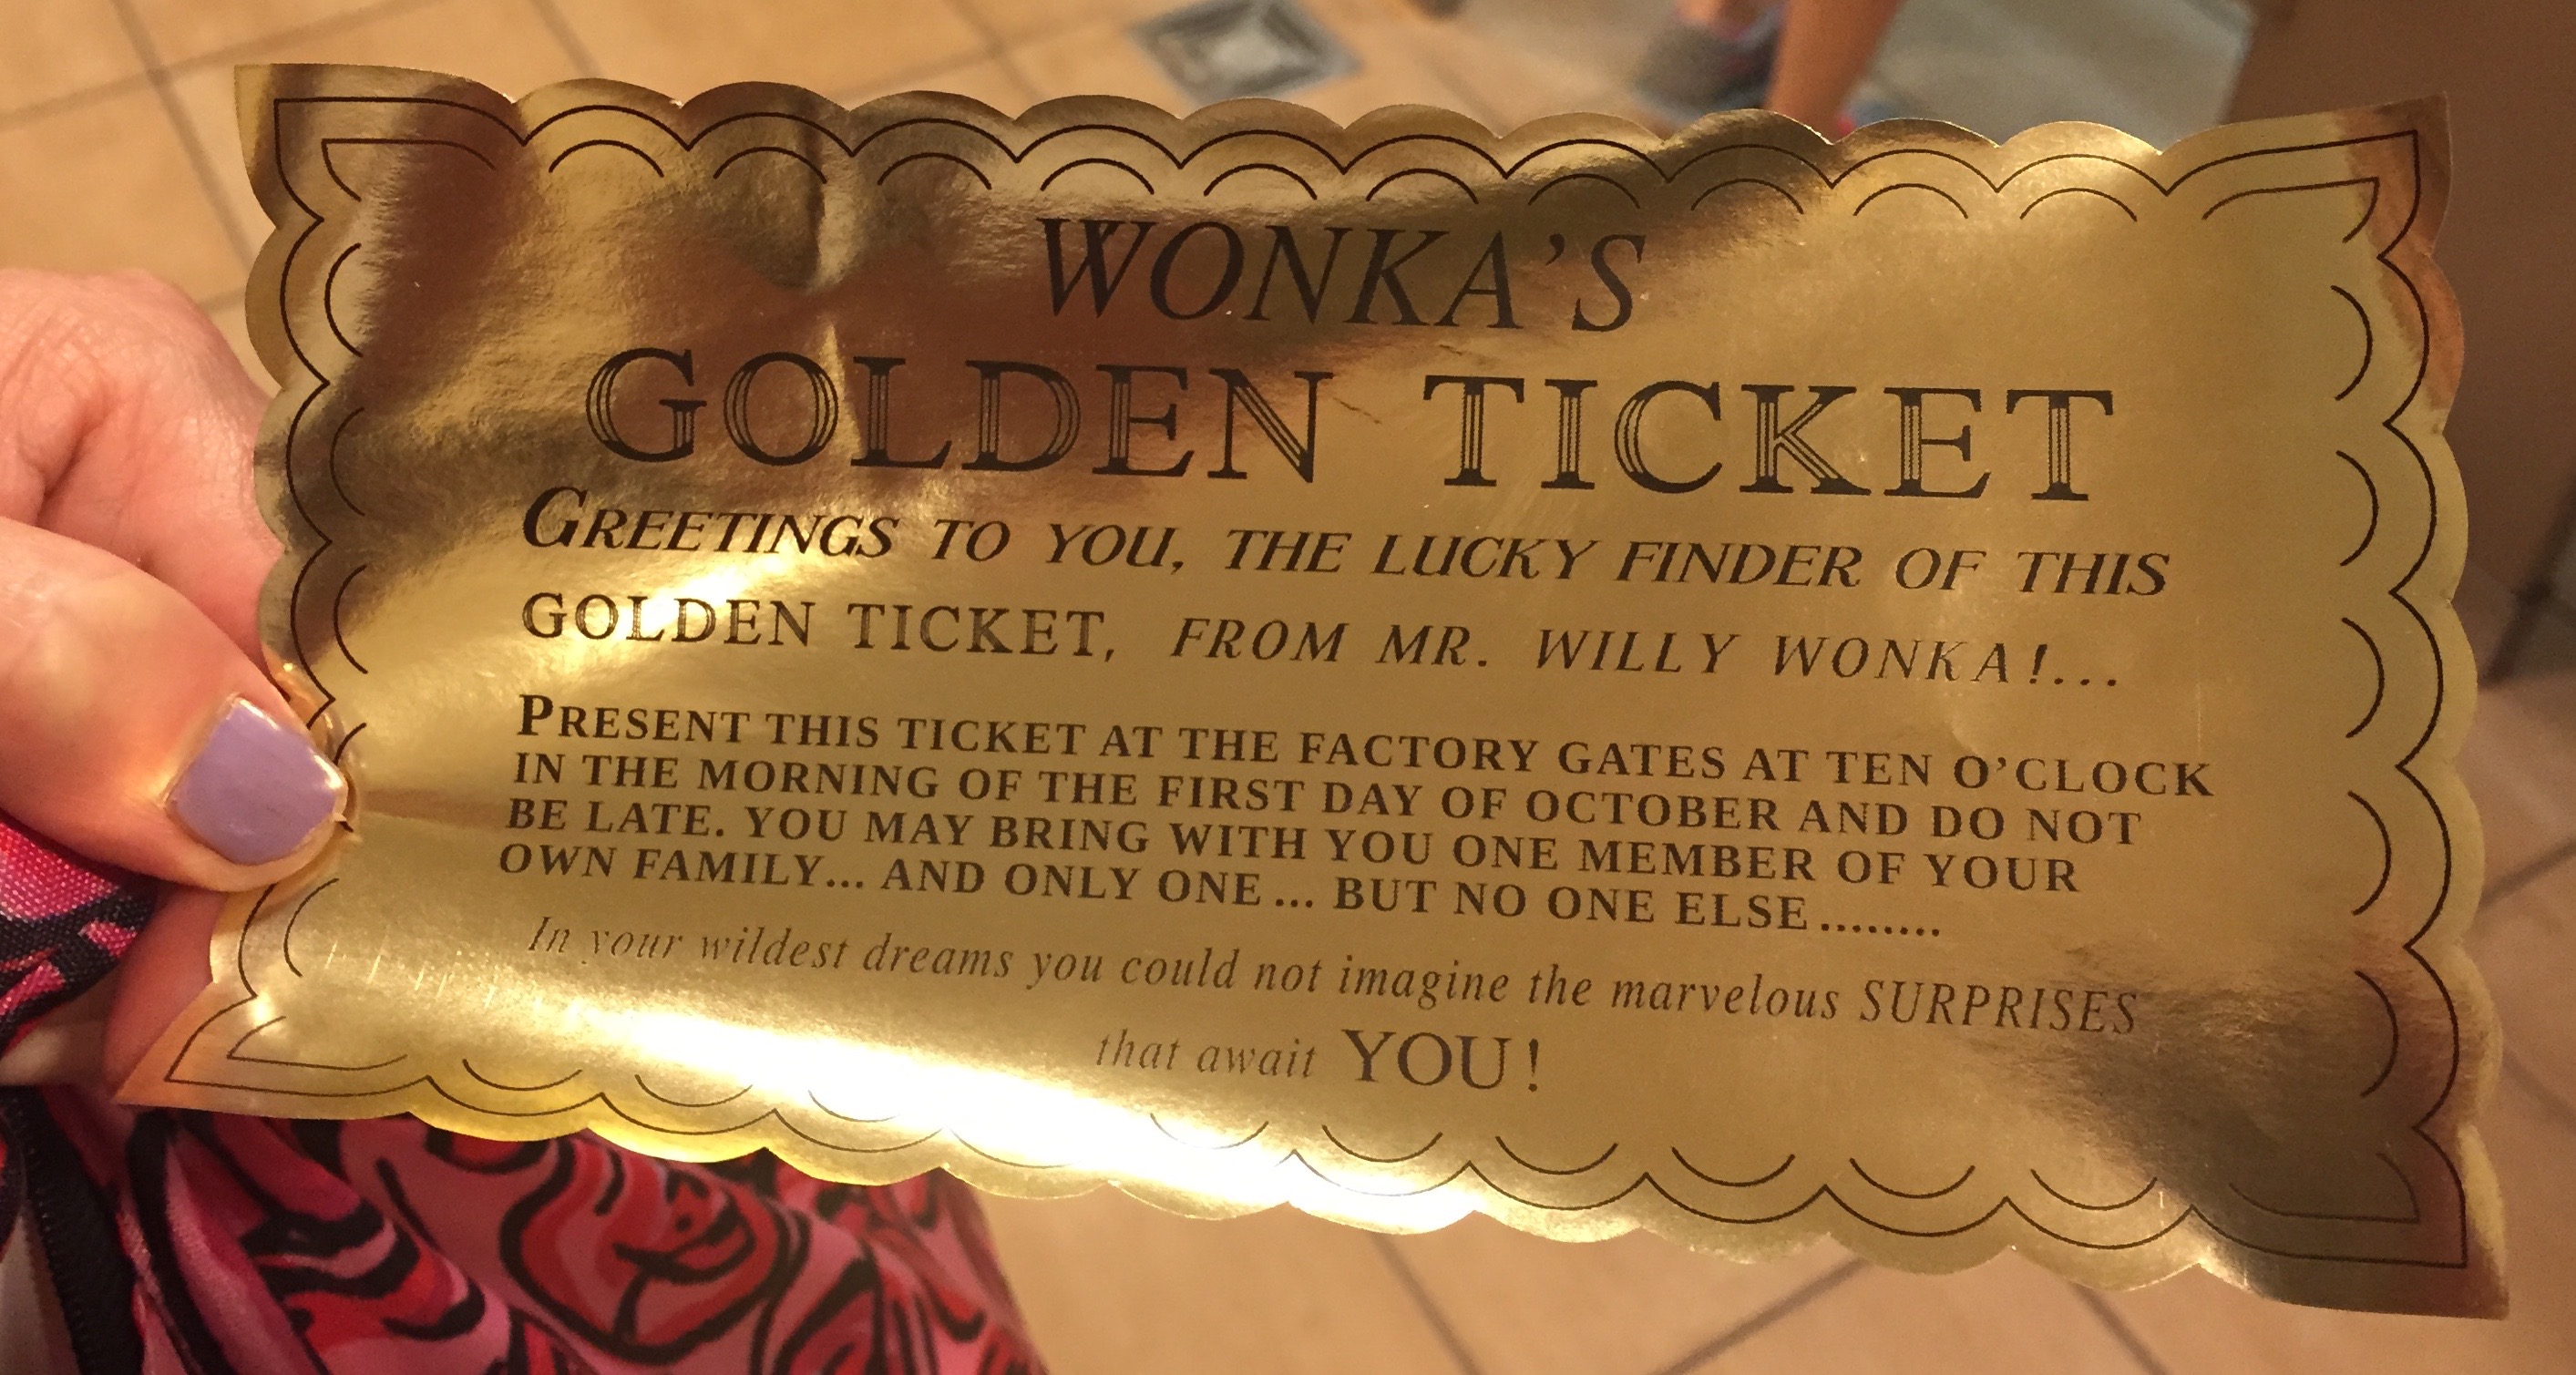 WONKA'S
GOLDEN TICKET
GREETINGS TO YOU, THE LUCKY FINDER OF THIS
GOLDEN TICKET, FROM MR. WILLY WONKA!...
PRESENT THIS TICKET AT THE FACTORY GATES AT TEN O'CLOCK
IN THE MORNING OF THE FIRST DAY OF OCTOBER AND DO NOT
BE LATE. YOU MAY BRING WITH YOU ONE MEMBER OF YOUR
OWN FAMILY... AND ONLY ONE... BUT NO ONE ELSE........
In your wildest dreams you could not imagine the marvelous SURPRISES
that await YOU!